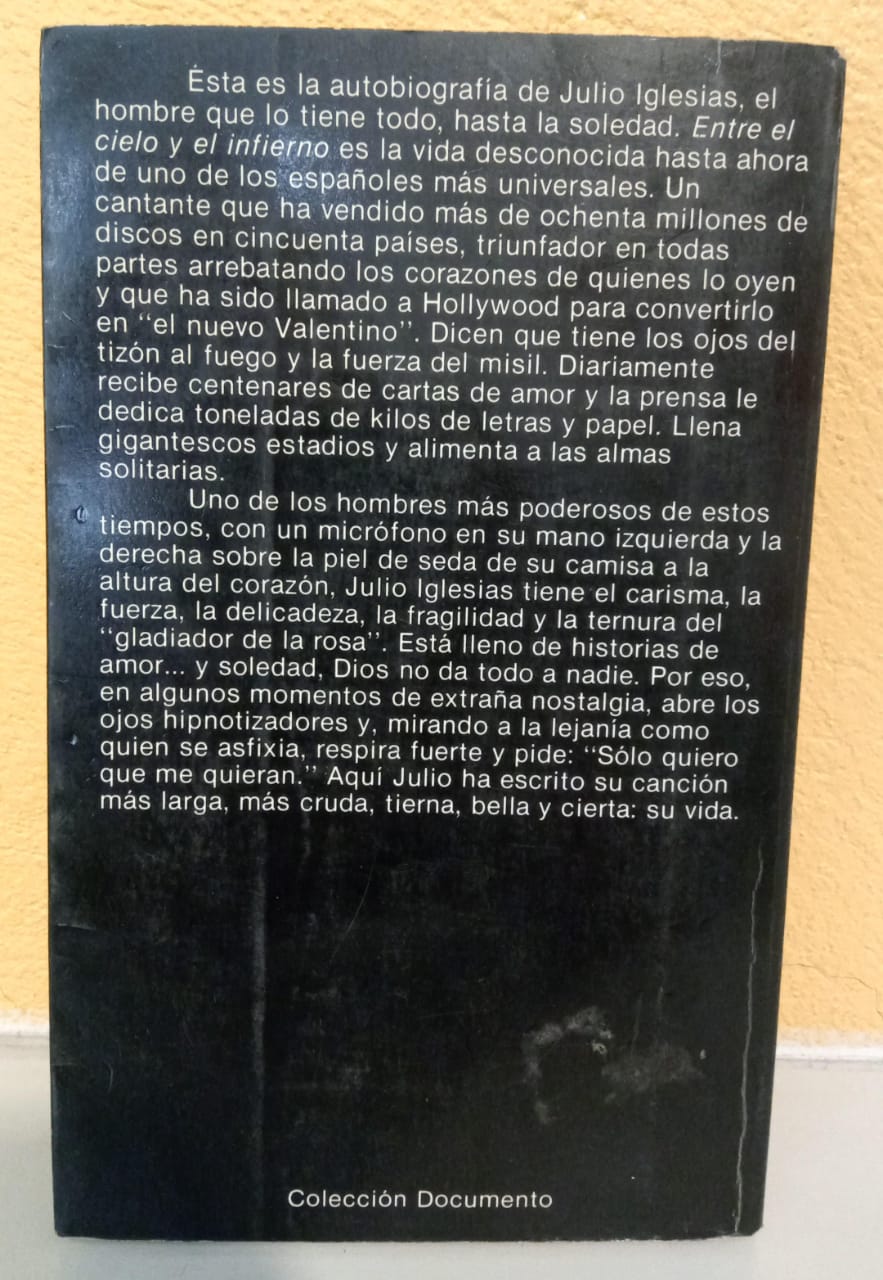 Ésta es la autobiografía de Julio Iglesias, el
hombre que lo tiene todo, hasta la soledad. Entre el
cielo y el infierno es la vida desconocida hasta ahora
de uno de los españoles más universales. Un
cantante que ha vendido más de ochenta millones de
discos en cincuenta países, triunfador en todas
partes arrebatando los corazones de quienes lo oyen
y que ha sido llamado a Hollywood para convertirlo
en “el nuevo Valentino”. Dicen que tiene los ojos del
tizón al fuego y la fuerza del misil. Diariamente
recibe centenares de cartas de amor y la prensa le
dedica toneladas de kilos de letras y papel. Llena
gigantescos estadios y alimenta a las almas
solitarias.
Uno de los hombres más poderosos de estos
tiempos, con un micrófono en su mano izquierda y la
derecha sobre la piel de seda de su camisa a la
altura del corazón, Julio Iglesias tiene el carisma, la
fuerza, la delicadeza, la fragilidad y la ternura del
“gladiador de la rosa”. Está lleno de historias de
amor... y soledad, Dios no da todo a nadie. Por eso,
en algunos momentos de extraña nostalgia, abre los
ojos hipnotizadores y, mirando a la lejanía como
quien se asfixia, respira fuerte y pide: “Sólo quiero
que me quieran.” Aquí Julio ha escrito su canción
más larga, más cruda, tierna, bella y cierta: su vida.
Colección Documento